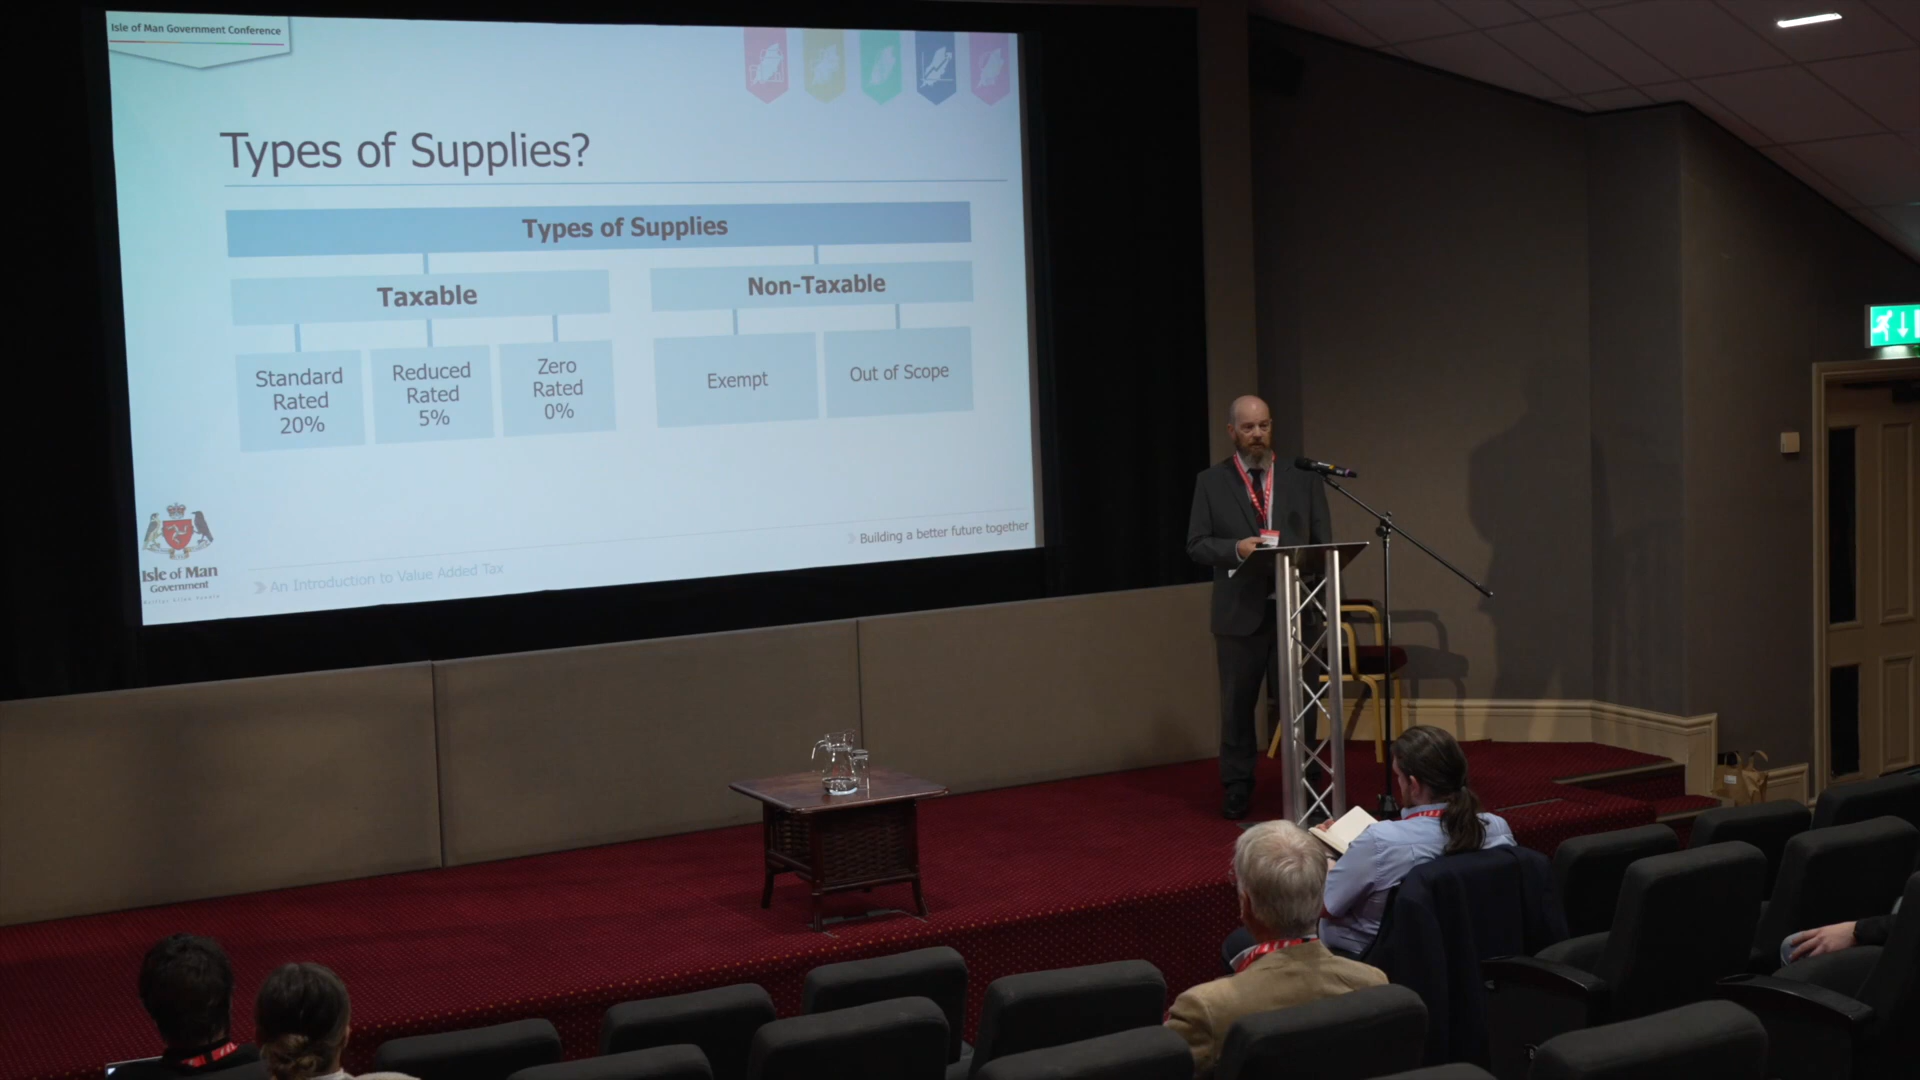 Isle of Man Government Conference
Types of Supplies?
Types of Supplies
Taxable
Non-Taxable
Standard
Rated
20%
Reduced
Rated
5%
Zero
Rated
0%
Exempt
Out of Scope
Building a better future together
Isle of Man
Government
An Introduction to Value Added Tax